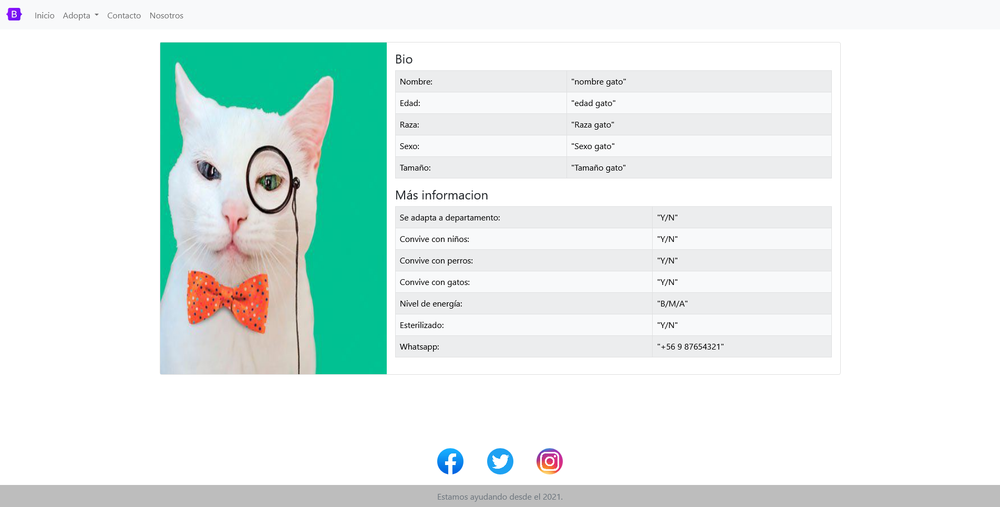 B Inicio Adopta Contacto Nosotros
Bio
Nombre: "nombre gato"
Edad: "edad gato"
Raza: "Raza gato"
Sexo: "Sexo gato"
Tamaño: "Tamaño gato"
Más informacion
Se adapta a departamento: "Y/N"
Convive con niños: "Y/N"
Convive con perros: "Y/N"
Convive con gatos: "Y/N"
Nivel de energía: "B/M/A"
Esterilizado: "Y/N"
Whatsapp: "+56 9 87654321"
Estamos ayudando desde el 2021.